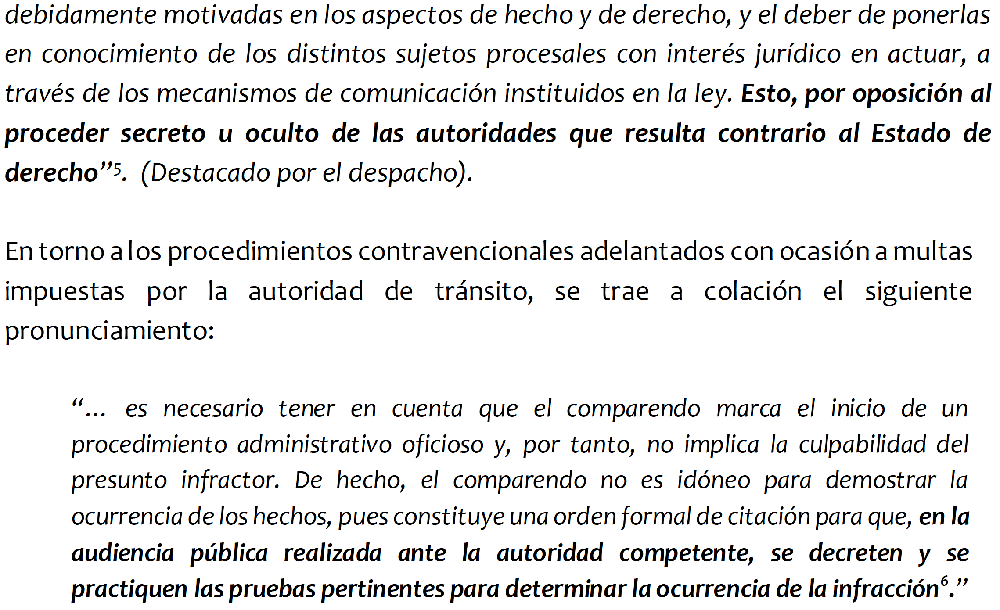 debidamente motivadas en los aspectos de hecho y de derecho, y el deber de ponerlas
en conocimiento de los distintos sujetos procesales con interés jurídico en actuar, a
través de los mecanismos de comunicación instituidos en la ley. Esto, por oposición al
proceder secreto u oculto de las autoridades que resulta contrario al Estado de
derecho”⁵. (Destacado por el despacho).
En torno a los procedimientos contravencionales adelantados con ocasión a multas
impuestas por la autoridad de tránsito, se trae a colación el siguiente
pronunciamiento:
“… es necesario tener en cuenta que el comparendo marca el inicio de un
procedimiento administrativo oficioso y, por tanto, no implica la culpabilidad del
presunto infractor. De hecho, el comparendo no es idóneo para demostrar la
ocurrencia de los hechos, pues constituye una orden formal de citación para que, en la
audiencia pública realizada ante la autoridad competente, se decreten y se
practiquen las pruebas pertinentes para determinar la ocurrencia de la infracción⁶.”